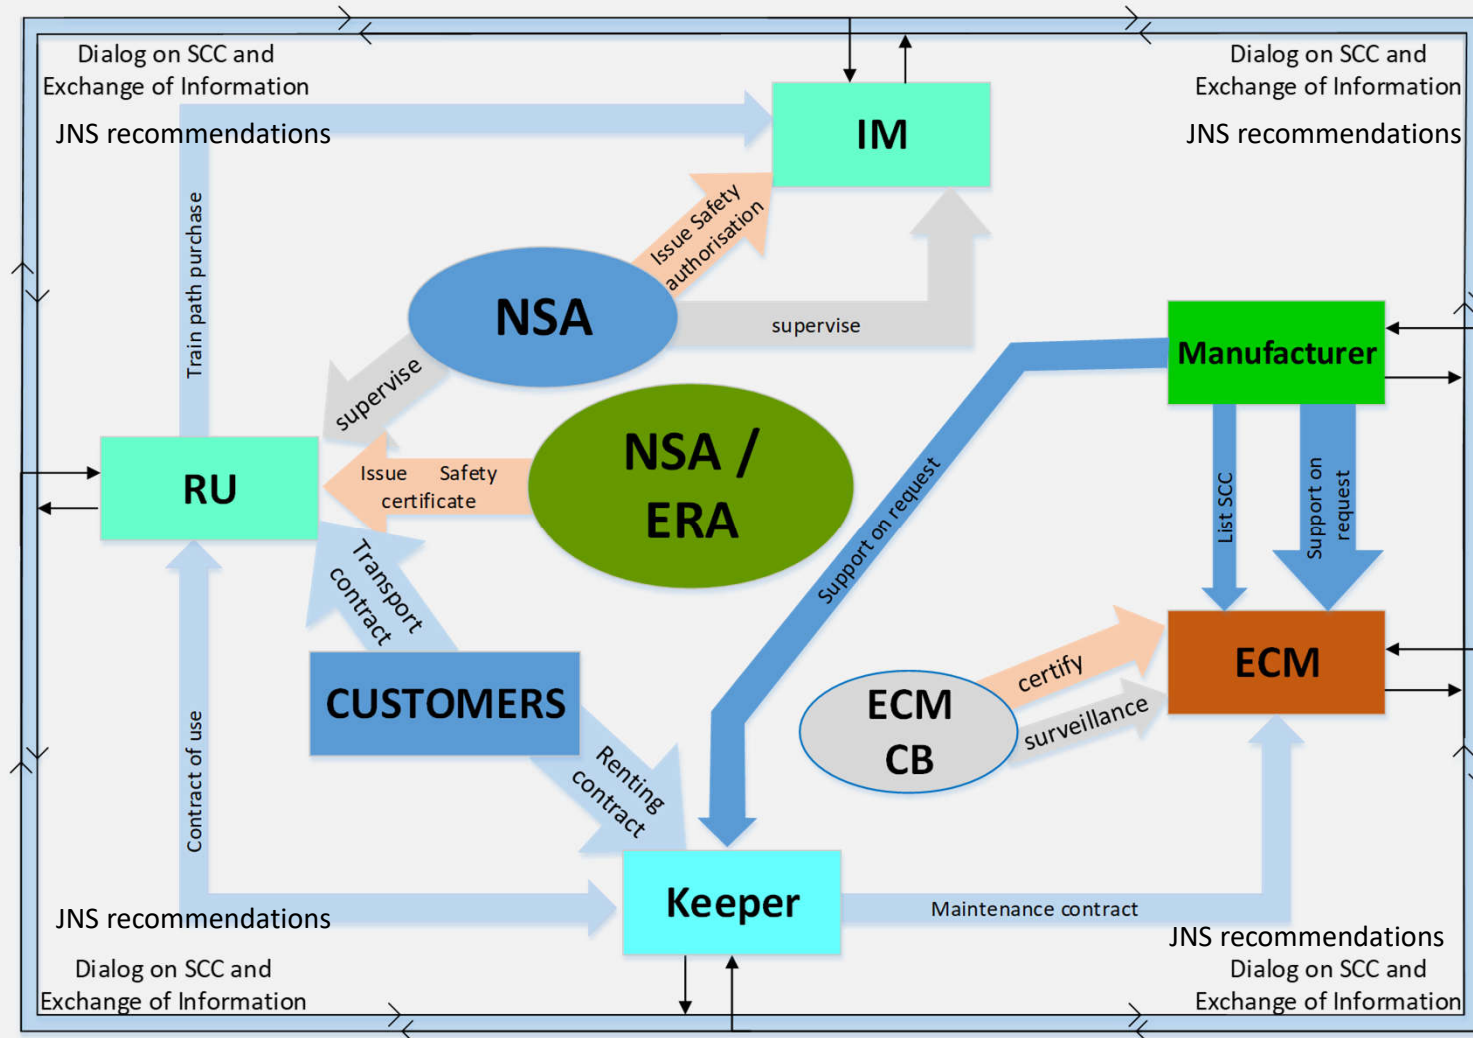 Dialog on SCC and
Exchange of Information
JNS recommendations
Dialog on SCC and
Exchange of Information
JNS recommendations
IM
Train path purchase
Issue Safety
authorisation
NSA
supervise
supervise
Manufacturer
RU
Issue Safety
certificate
NSA /
ERA
Support on request
List SCC
Support on
request
Transport
contract
CUSTOMERS
Renting
contract
certify
ECM
ECM
CB
surveillance
Contract of use
Keeper
Maintenance contract
JNS recommendations
Dialog on SCC and
Exchange of Information
JNS recommendations
Dialog on SCC and
Exchange of Information